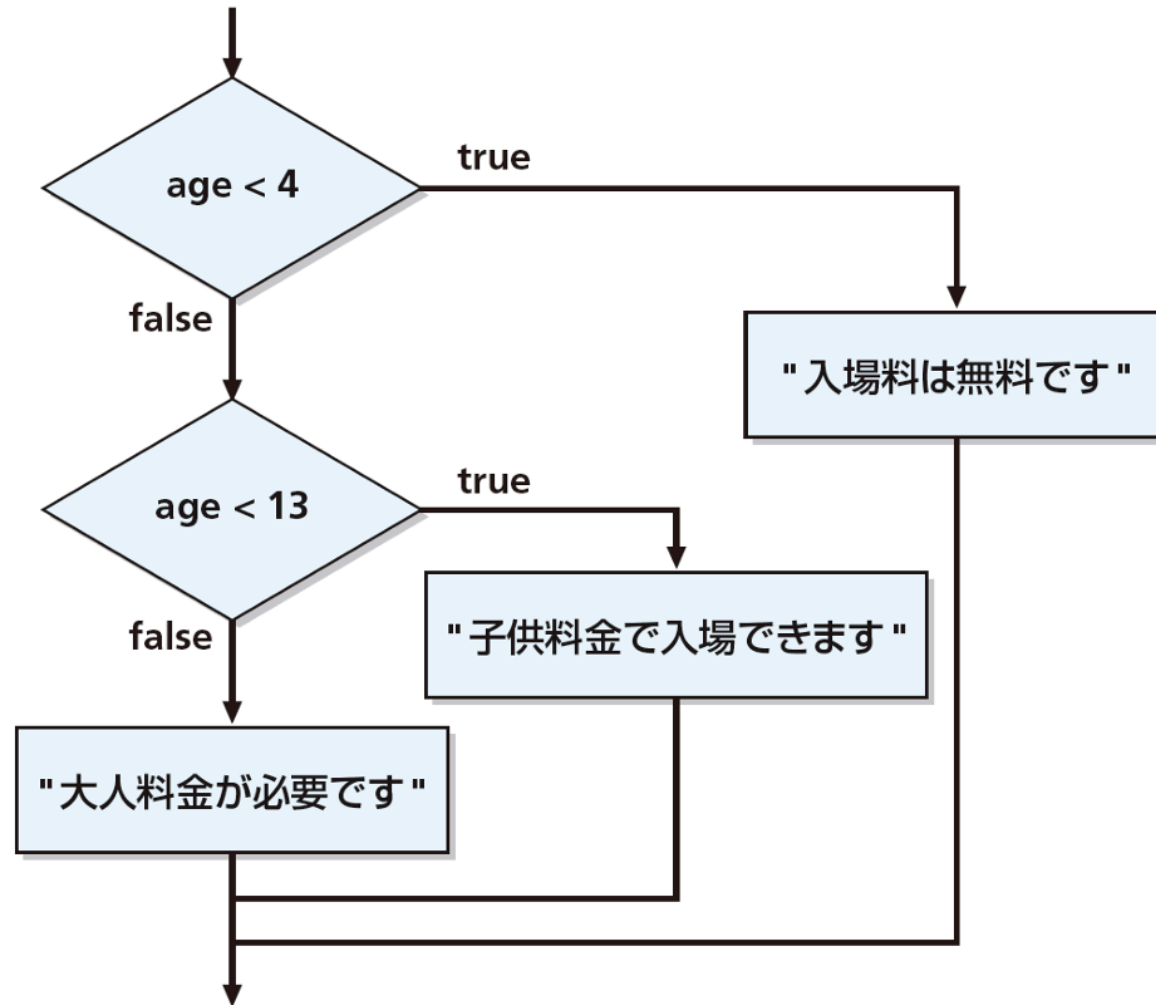 age < 4
true
false
"入場料は無料です"
age < 13
true
"子供料金で入場できます"
false
"大人料金が必要です"